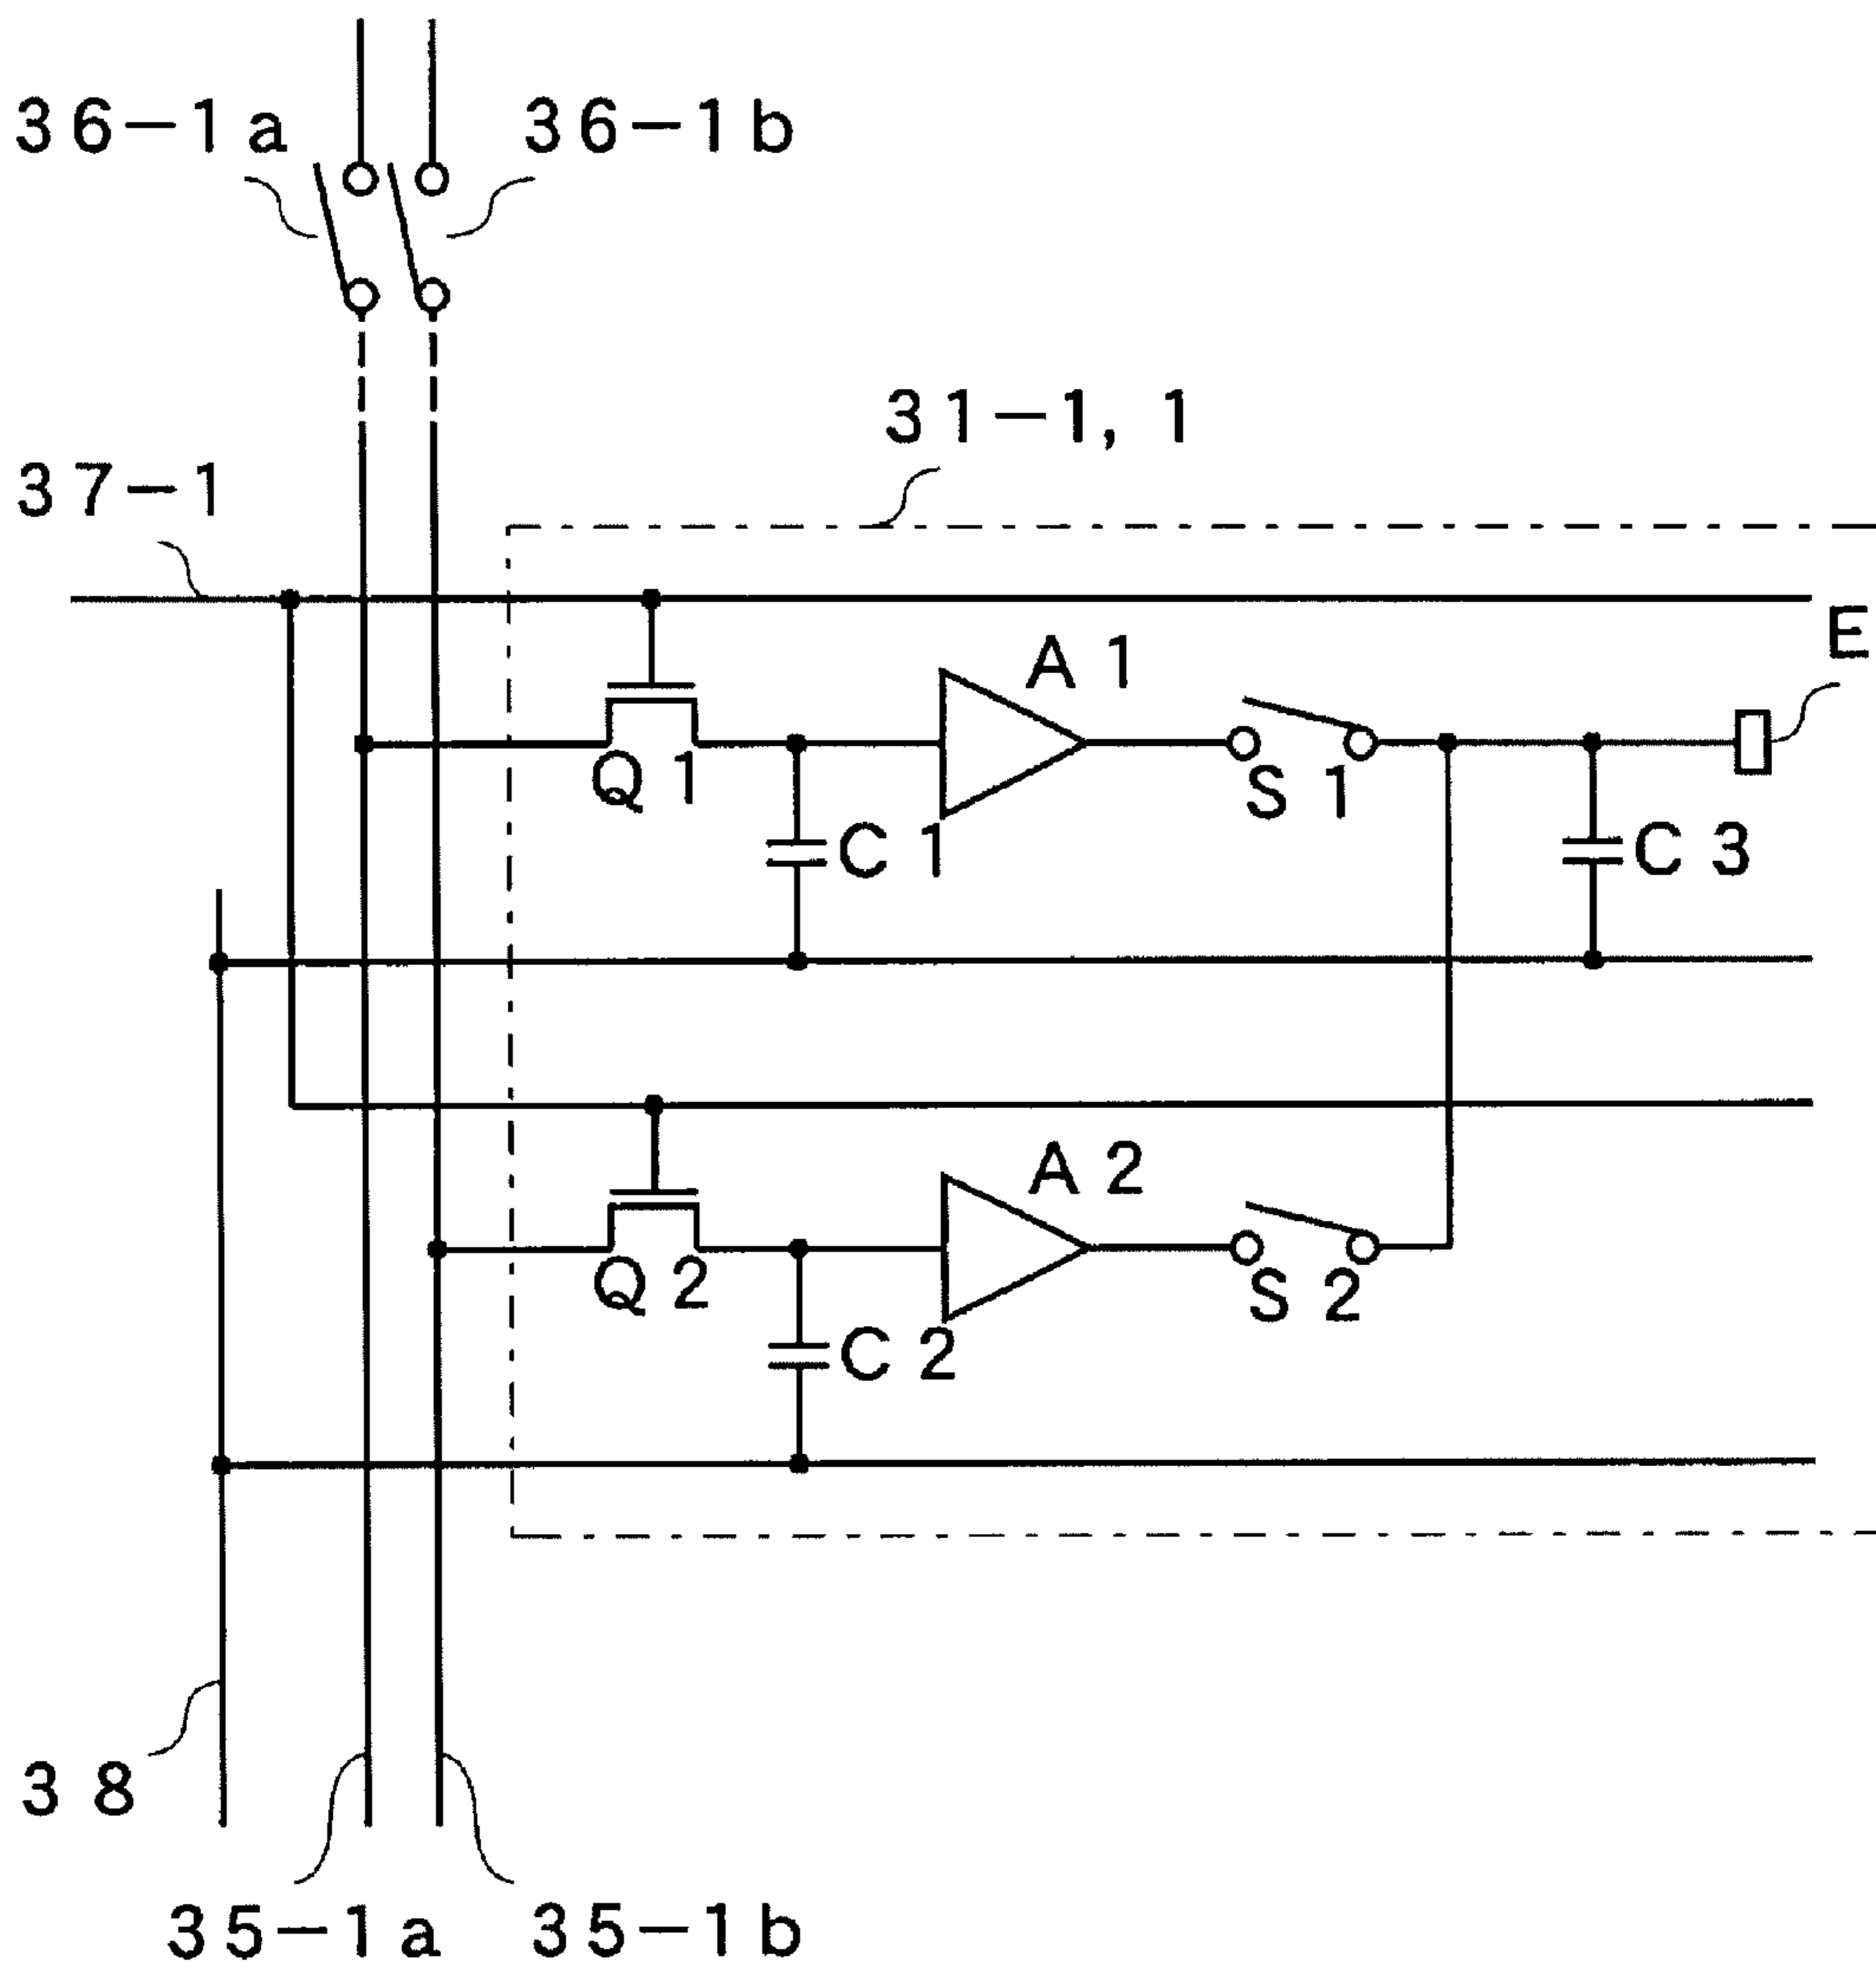 36-1a
36-1b
31-1, 1
37-1
E
A1
Q1
S1
C1
C3
A2
Q2
S2
C2
38
35-1a
35-1b